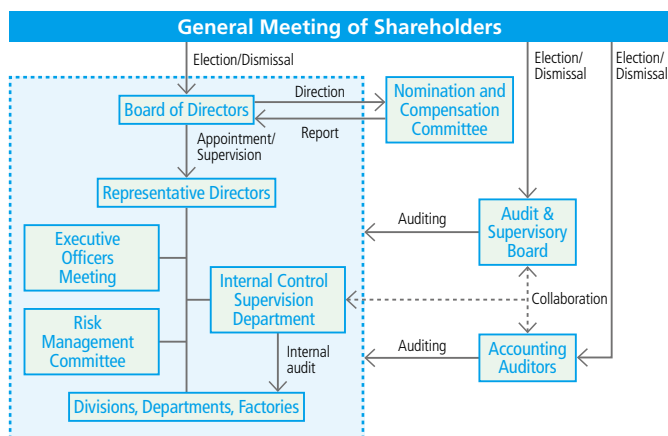 General Meeting of Shareholders
Election/Dismissal
Election/
Dismissal
Election/
Dismissal
Board of Directors
Direction
Report
Nomination and
Compensation
Committee
Appointment/
Supervision
Representative Directors
Executive
Officers
Meeting
Auditing
Audit &
Supervisory
Board
Internal Control
Supervision
Department
Collaboration
Risk
Management
Committee
Internal
audit
Auditing
Accounting
Auditors
Divisions, Departments, Factories